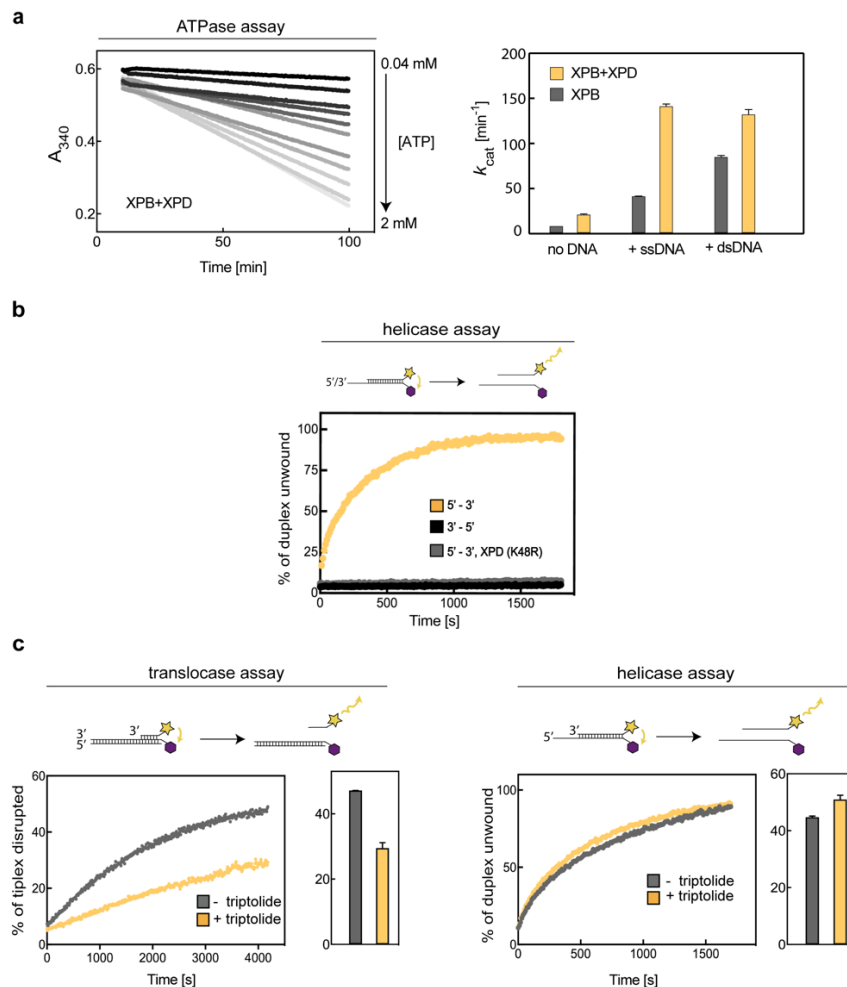 a
ATPase assay
0.6
0.4
0.2
A340
0.04 mM
[ATP]
2 mM
XPB+XPD
0
50
100
Time [min]
200
150
100
50
0
kcat [min-1]
XPB+XPD
XPB
no DNA
+ ssDNA
+ dsDNA
b
helicase assay
5'/3'
100
75
50
25
0
% of duplex unwound
5' - 3'
3' - 5'
5' - 3', XPD (K48R)
0
500
1000
1500
Time [s]
c
translocase assay
3'
5'
3'
60
40
20
0
% of tiplex disrupted
- triptolide
+ triptolide
0
1000
2000
3000
4000
Time [s]
40
20
0
helicase assay
5'
3'
100
50
0
% of duplex unwound
- triptolide
+ triptolide
0
500
1000
1500
Time [s]
60
40
20
0